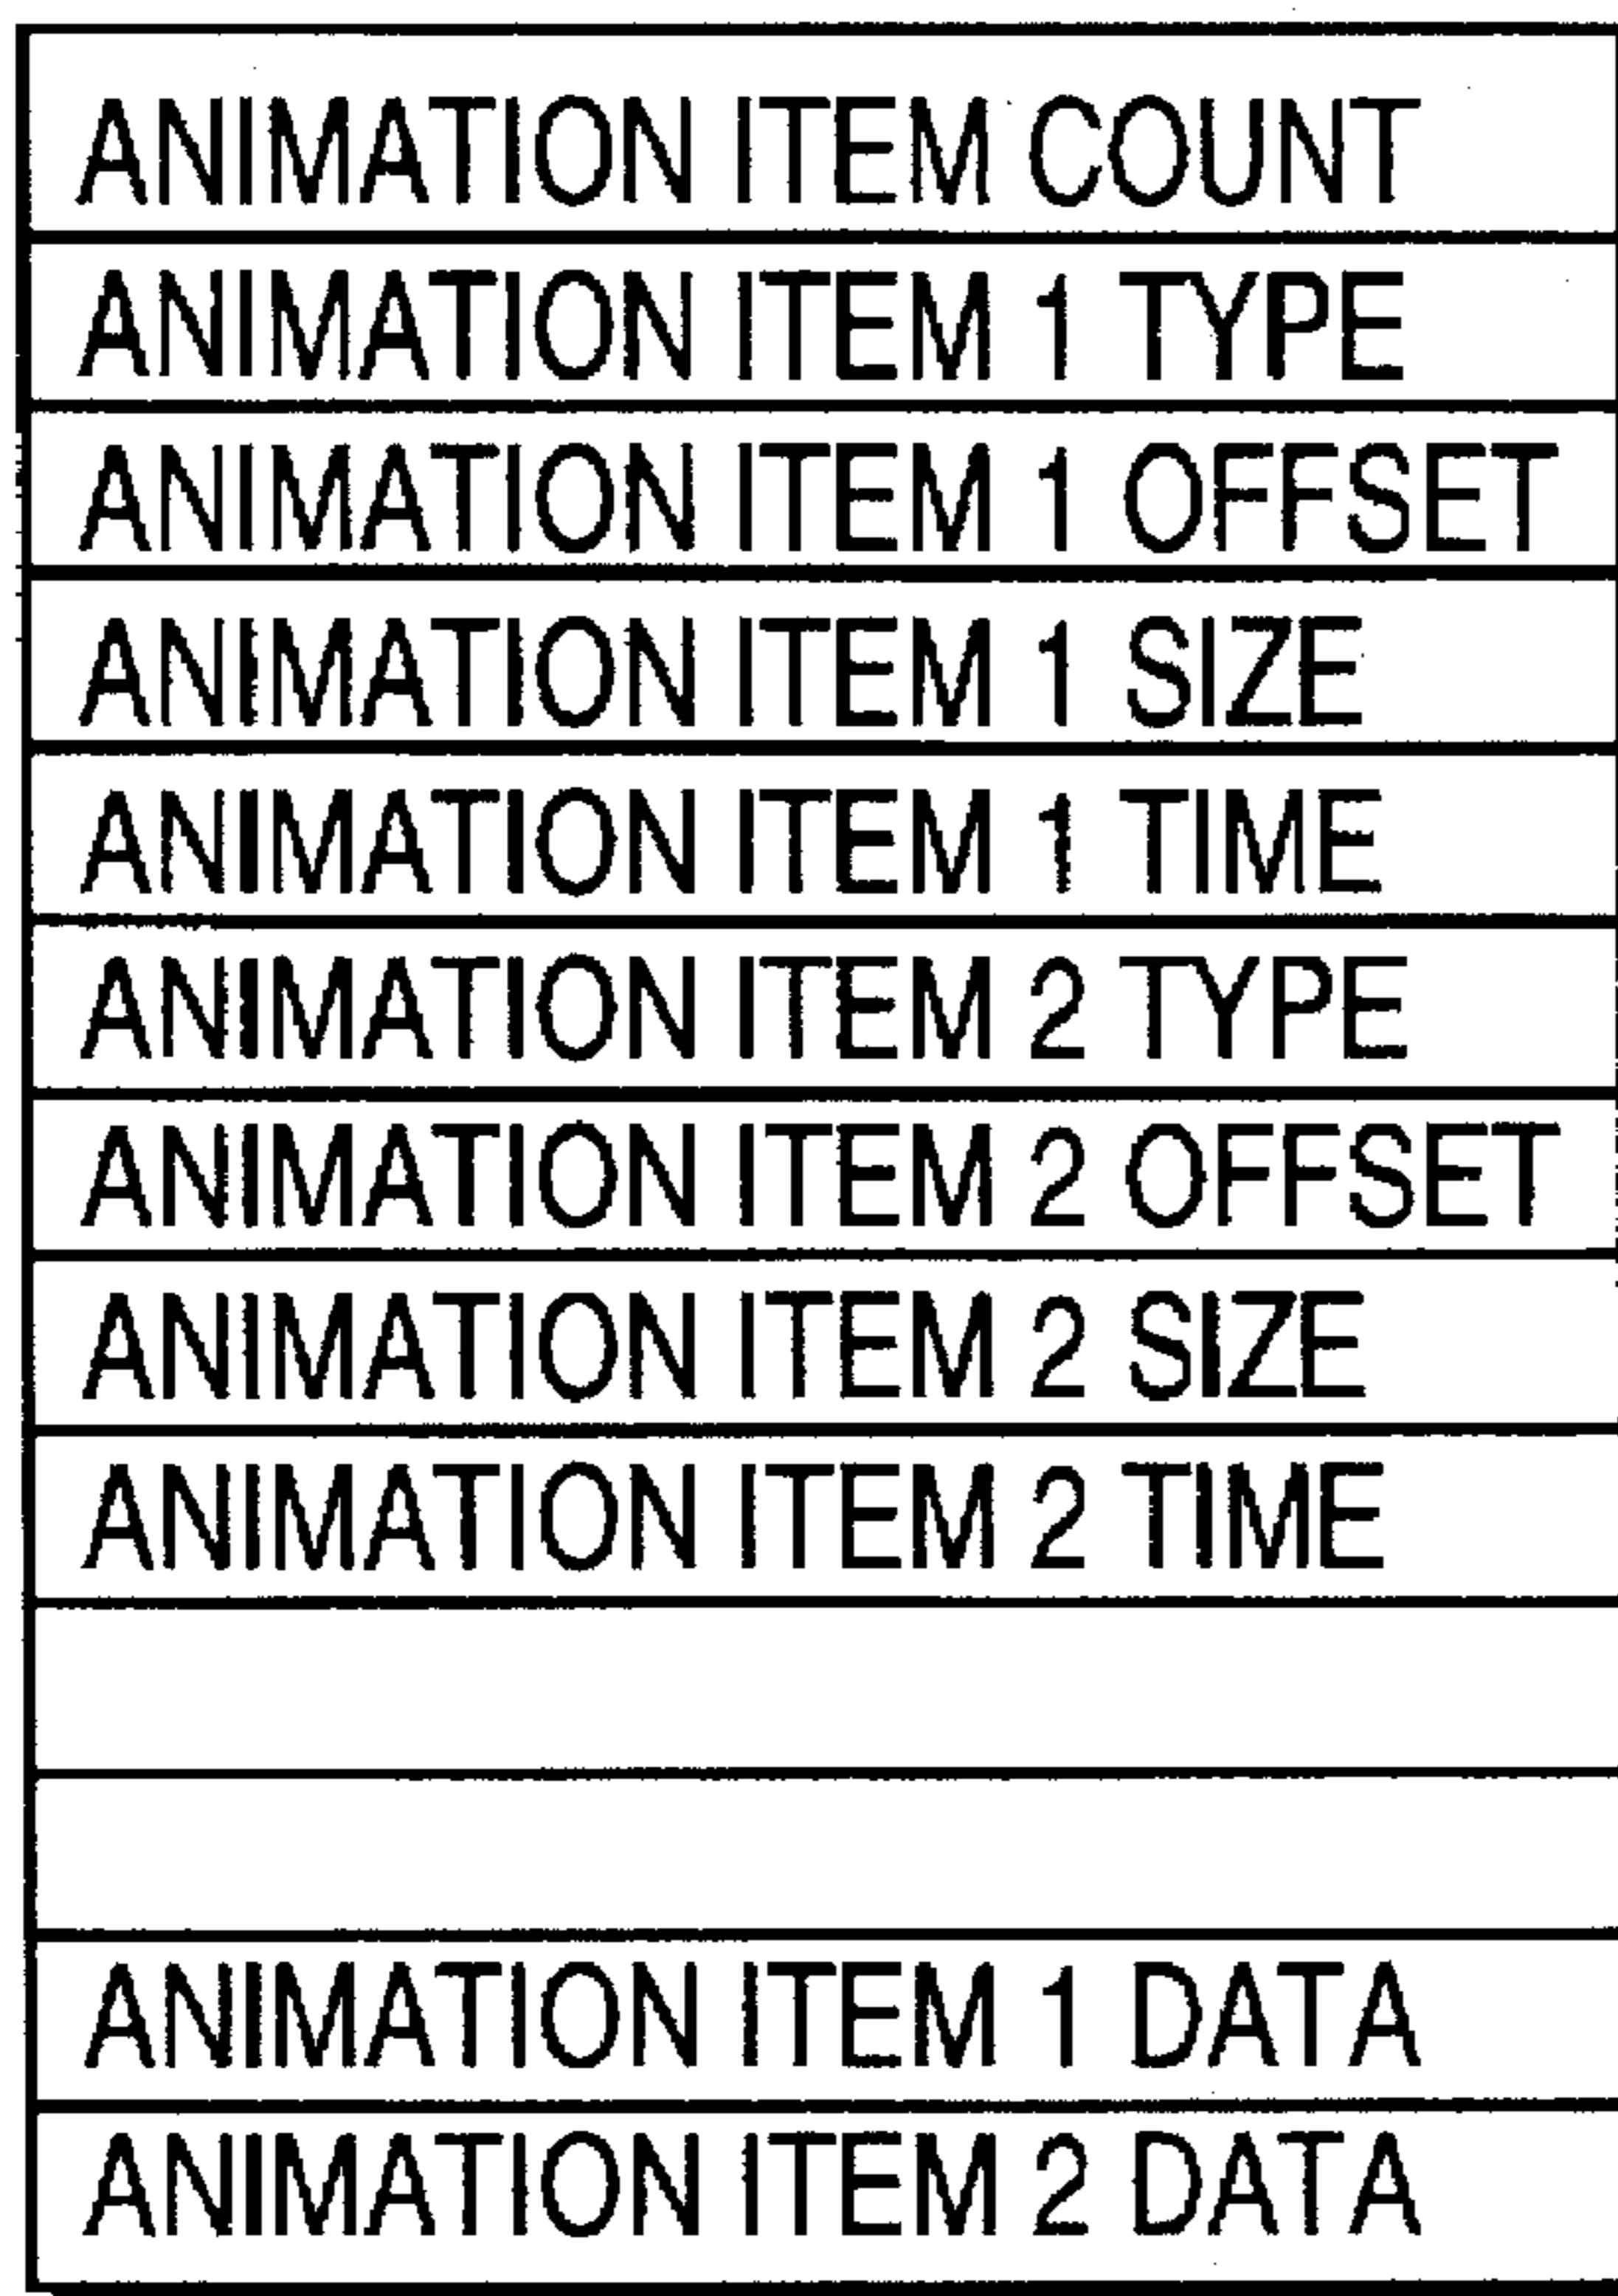 ANIMATION ITEM COUNT
ANIMATION ITEM 1 TYPE
ANIMATION ITEM 1 OFFSET
ANIMATION ITEM 1 SIZE
ANIMATION ITEM 1 TIME
ANIMATION ITEM 2 TYPE
ANIMATION ITEM 2 OFFSET
ANIMATION ITEM 2 SIZE
ANIMATION ITEM 2 TIME
ANIMATION ITEM 1 DATA
ANIMATION ITEM 2 DATA